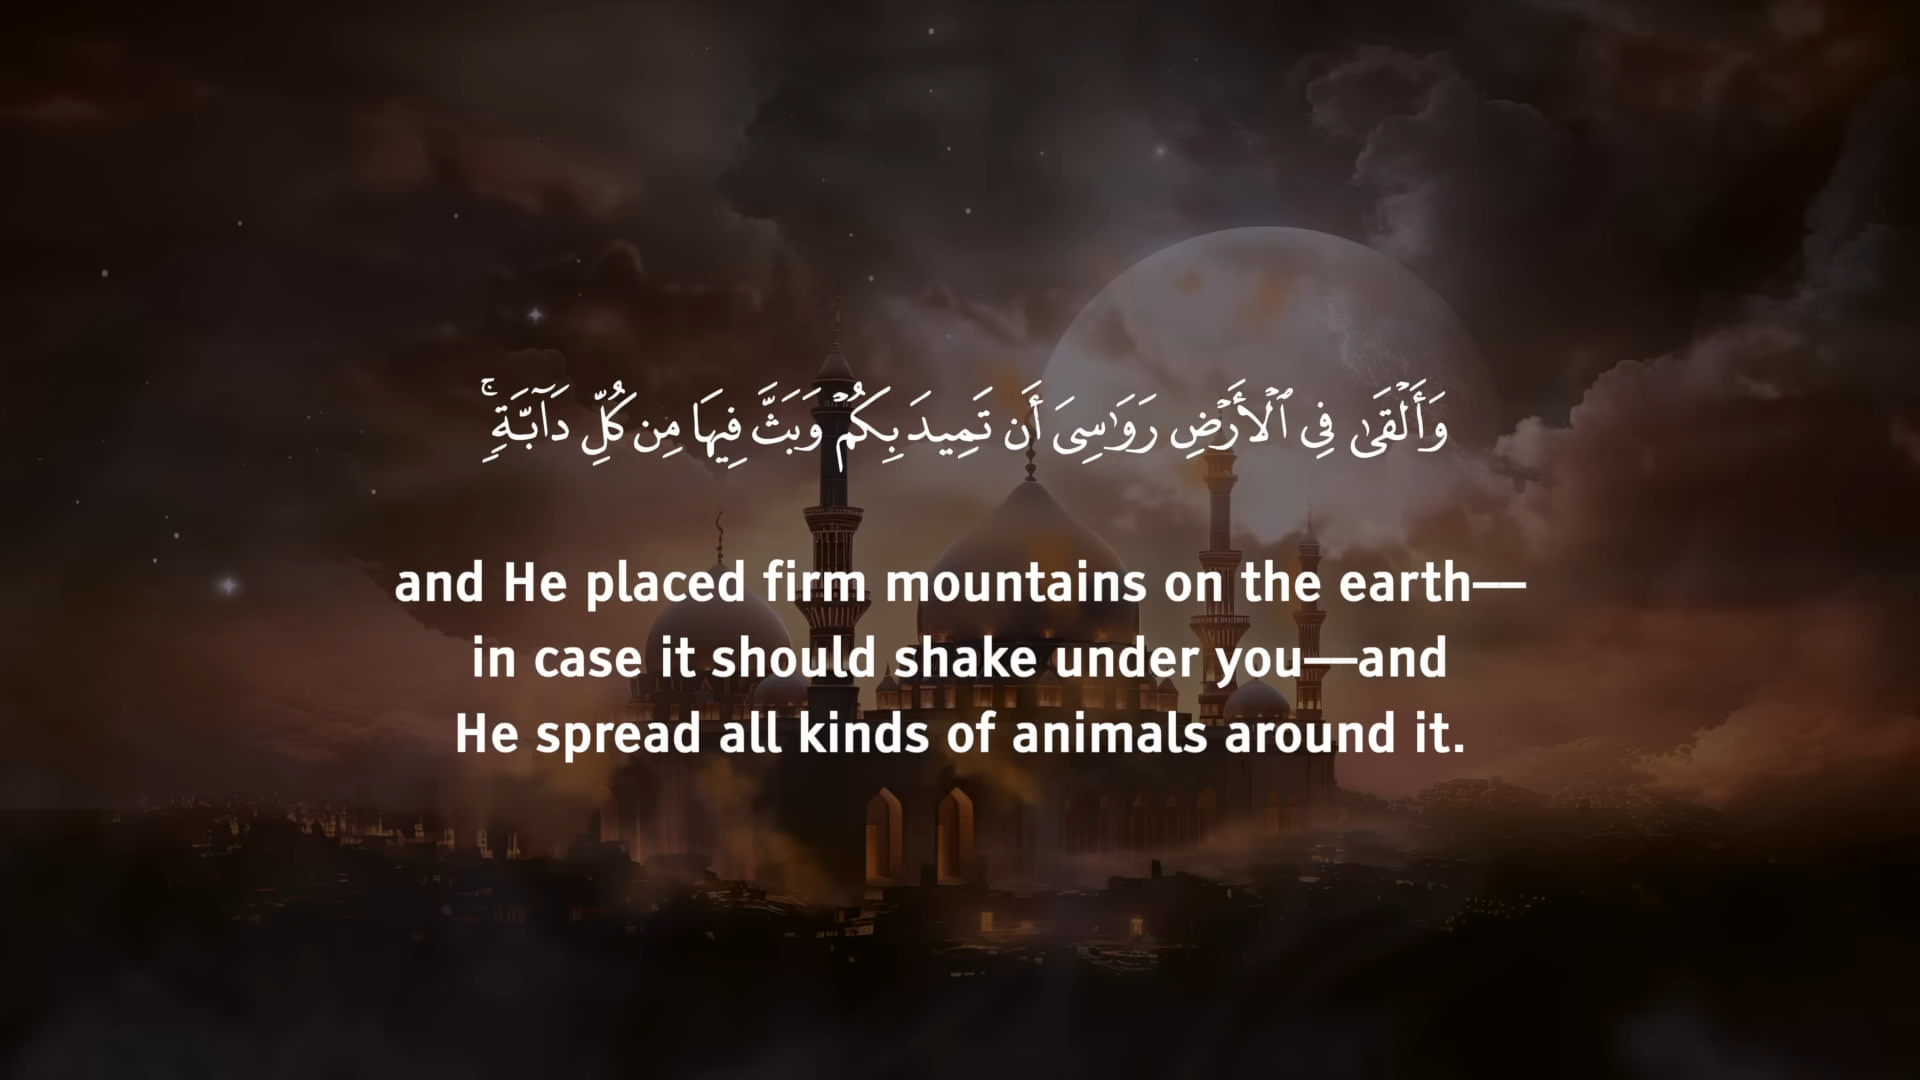 وَأَلْقَىٰ فِى ٱلْأَرْضِ رَوَٰسِىَ أَن تَمِيدَ بِكُمْ وَبَثَّ فِيهَا مِن كُلِّ دَآبَّةٍۢ ۚ
and He placed firm mountains on the earth—
in case it should shake under you—and
He spread all kinds of animals around it.